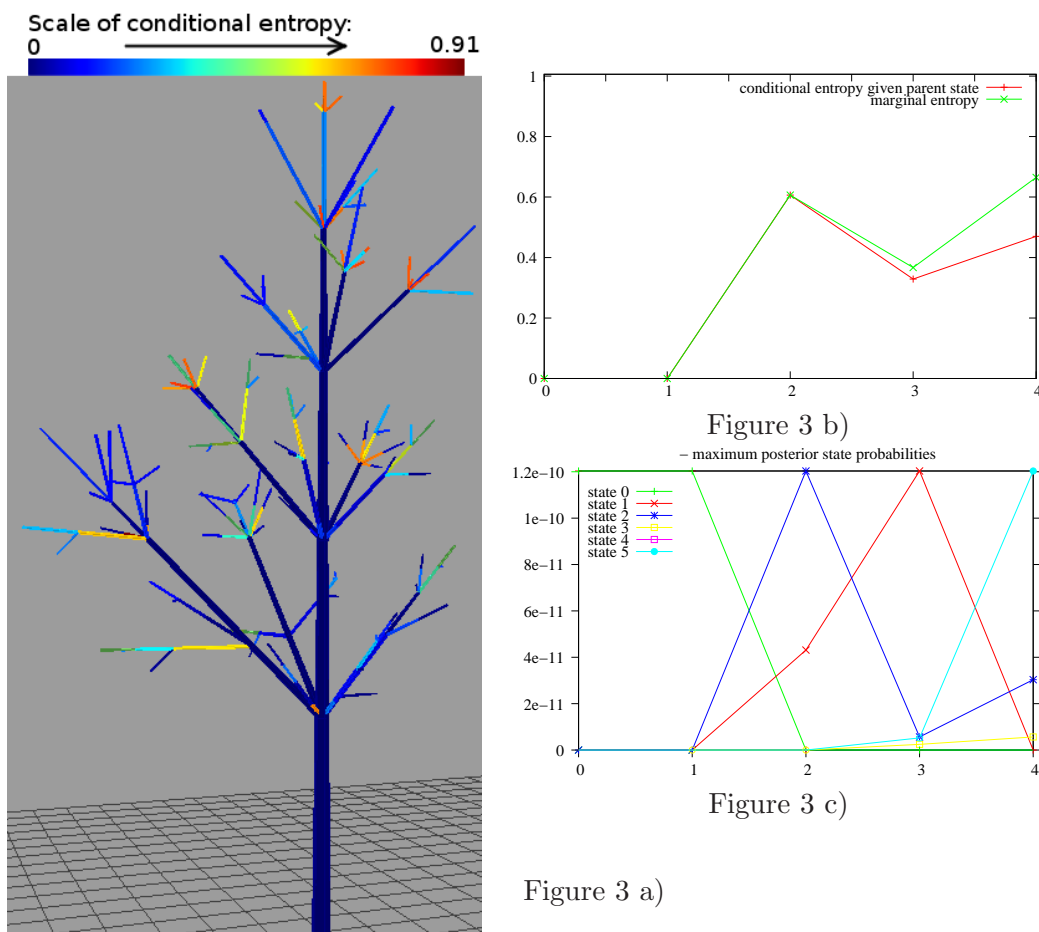 Scale of conditional entropy:
0 0.91
1
0.8
0.6
0.4
0.2
0
0 1 2 3 4
conditional entropy given parent state
marginal entropy
Figure 3 b)
– maximum posterior state probabilities
1.2e−10
1e−10
8e−11
6e−11
4e−11
2e−11
0
0 1 2 3 4
state 0
state 1
state 2
state 3
state 4
state 5
Figure 3 c)
Figure 3 a)